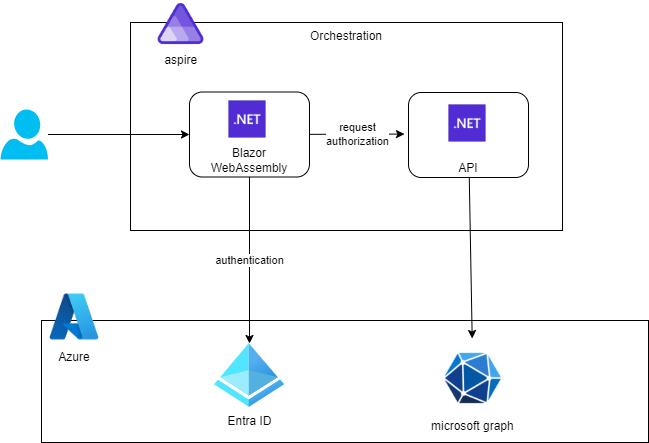 Orchestration
aspire
.NET
Blazor
WebAssembly
request
authorization
.NET
API
authentication
Azure
Entra ID
microsoft graph